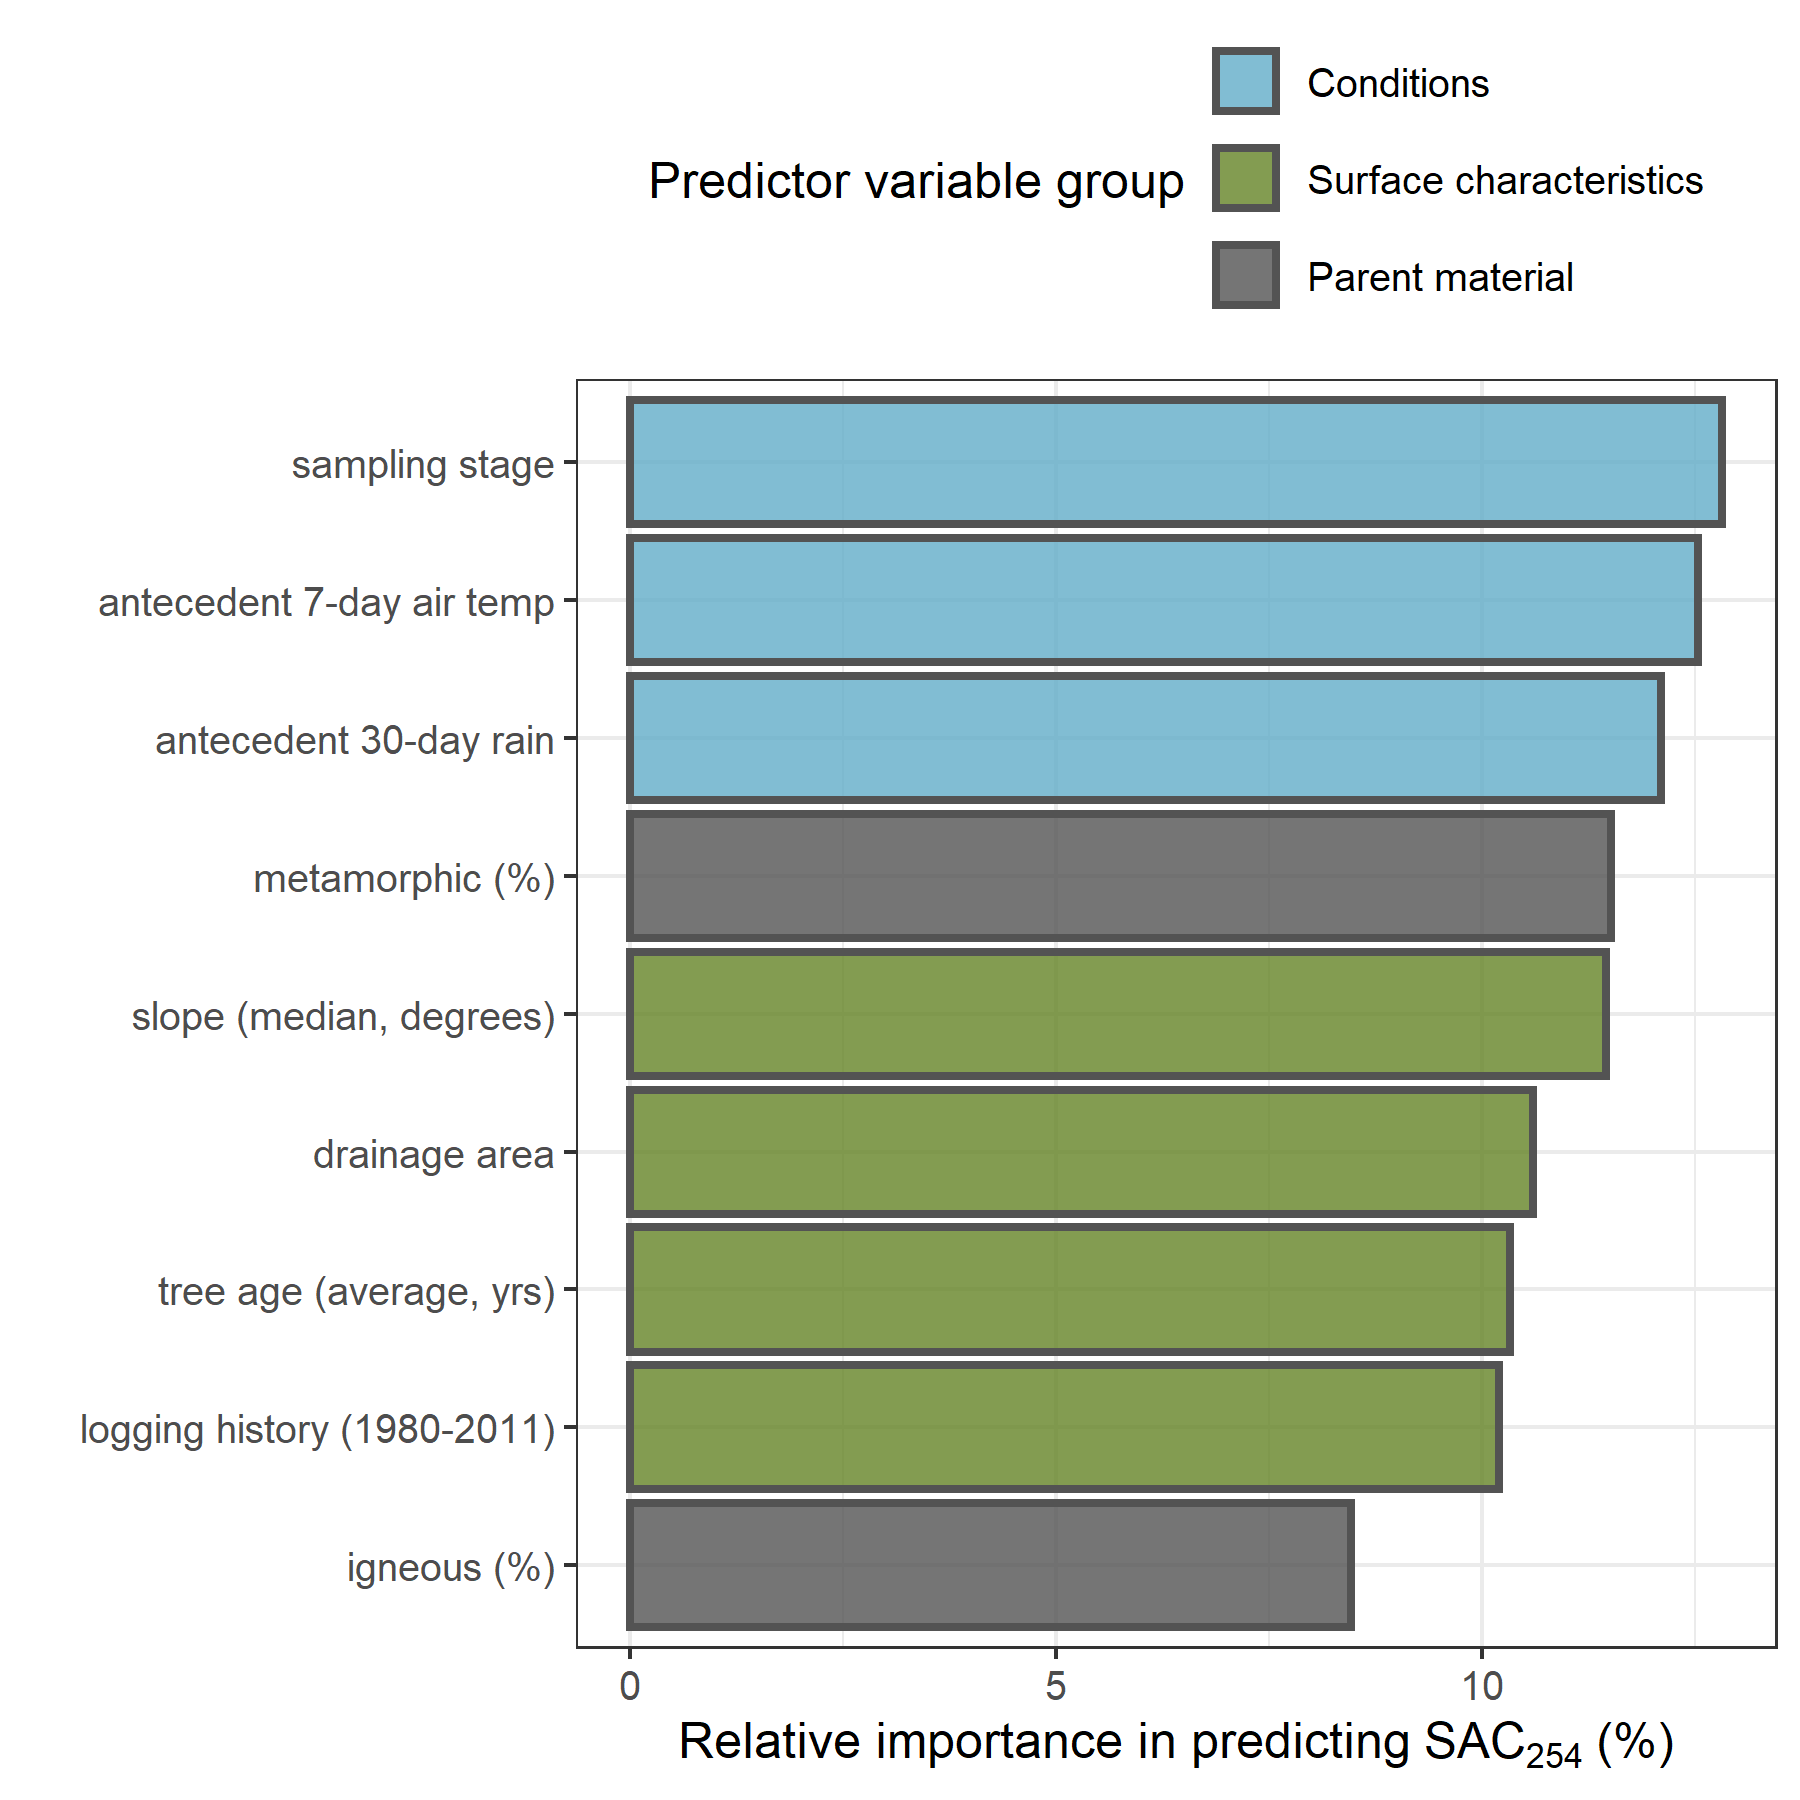 Conditions
Predictor variable group
Surface characteristics
Parent material
sampling stage
antecedent 7-day air temp
antecedent 30-day rain
metamorphic (%)
slope (median, degrees)
drainage area
tree age (average, yrs)
logging history (1980-2011)
igneous (%)
0 5 10
Relative importance in predicting SAC₂₅₄ (%)